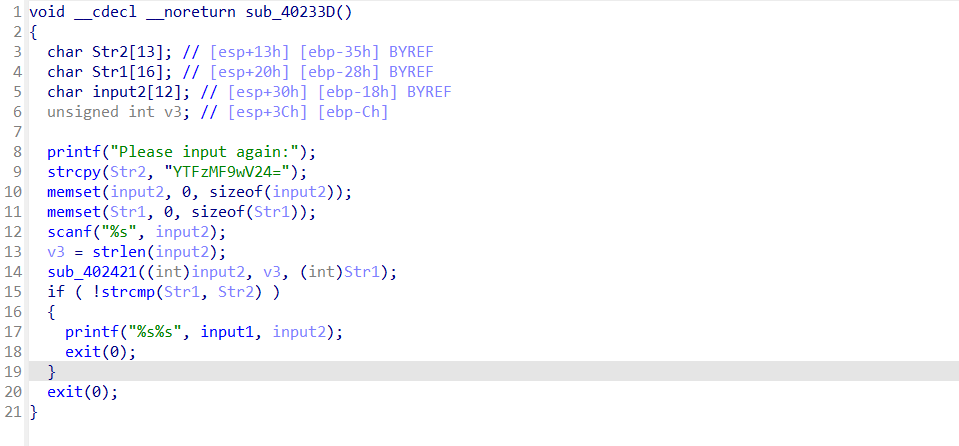 1 void __cdecl __noreturn sub_40233D()
2 {
3 char Str2[13]; // [esp+13h] [ebp-35h] BYREF
4 char Str1[16]; // [esp+20h] [ebp-28h] BYREF
5 char input2[12]; // [esp+30h] [ebp-18h] BYREF
6 unsigned int v3; // [esp+3Ch] [ebp-Ch]
7
8 printf("Please input again:");
9 strcpy(Str2, "YTFzMF9wV24=");
10 memset(input2, 0, sizeof(input2));
11 memset(Str1, 0, sizeof(Str1));
12 scanf("%s", input2);
13 v3 = strlen(input2);
14 sub_402421((int)input2, v3, (int)Str1);
15 if ( !strcmp(Str1, Str2) )
16 {
17 printf("%s%s", input1, input2);
18 exit(0);
19 }
20 exit(0);
21 }